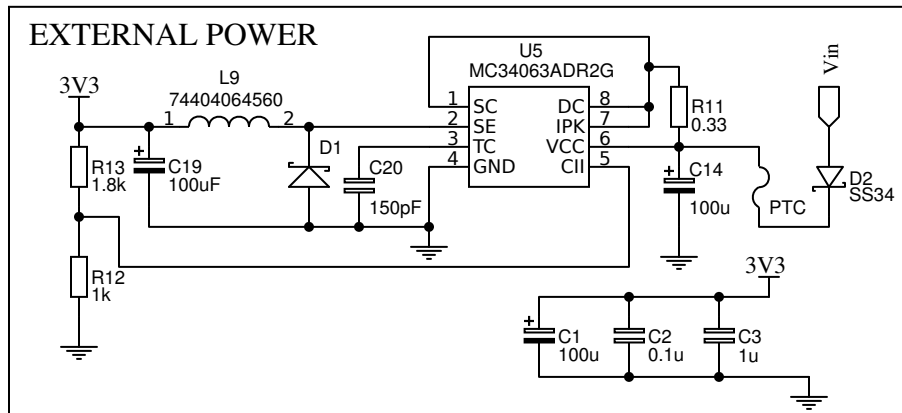 EXTERNAL POWER
U5
MC34063ADR2G
Vin
L9
74404064560
3V3
1
2
1 SC
DC 8
2 SE
IPK 7
3 TC
VCC 6
4 GND
CII 5
R11
0.33
D1
R13
1.8k
+
C19
100uF
C20
150pF
+
C14
100u
PTC
D2
SS34
R12
1k
3V3
+
C1
100u
C2
0.1u
C3
1u